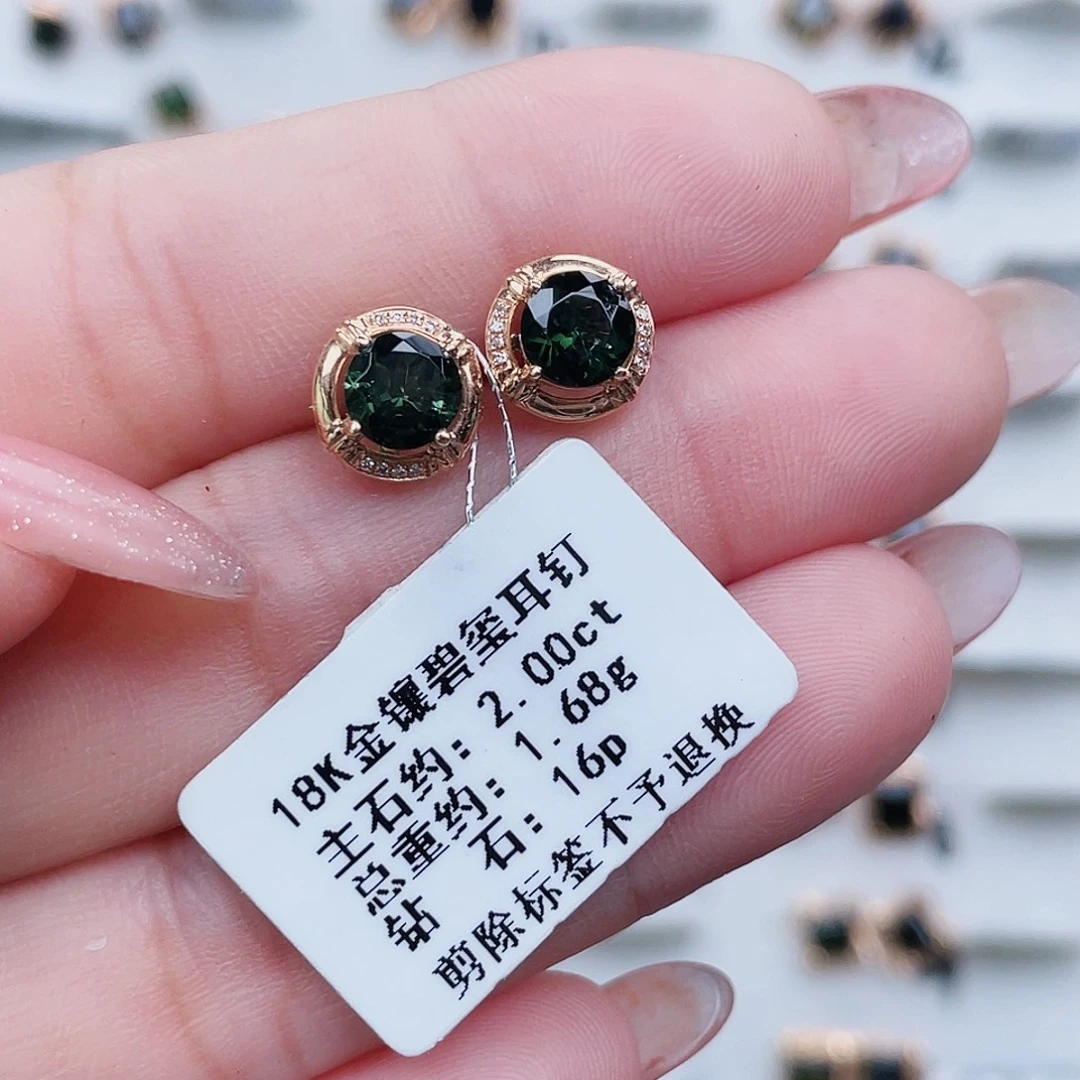 18K金镶碧玺耳钉
主石约: 2.00ct
总重约: 1.68g
钻 石: 16p
剪除标签不予退换